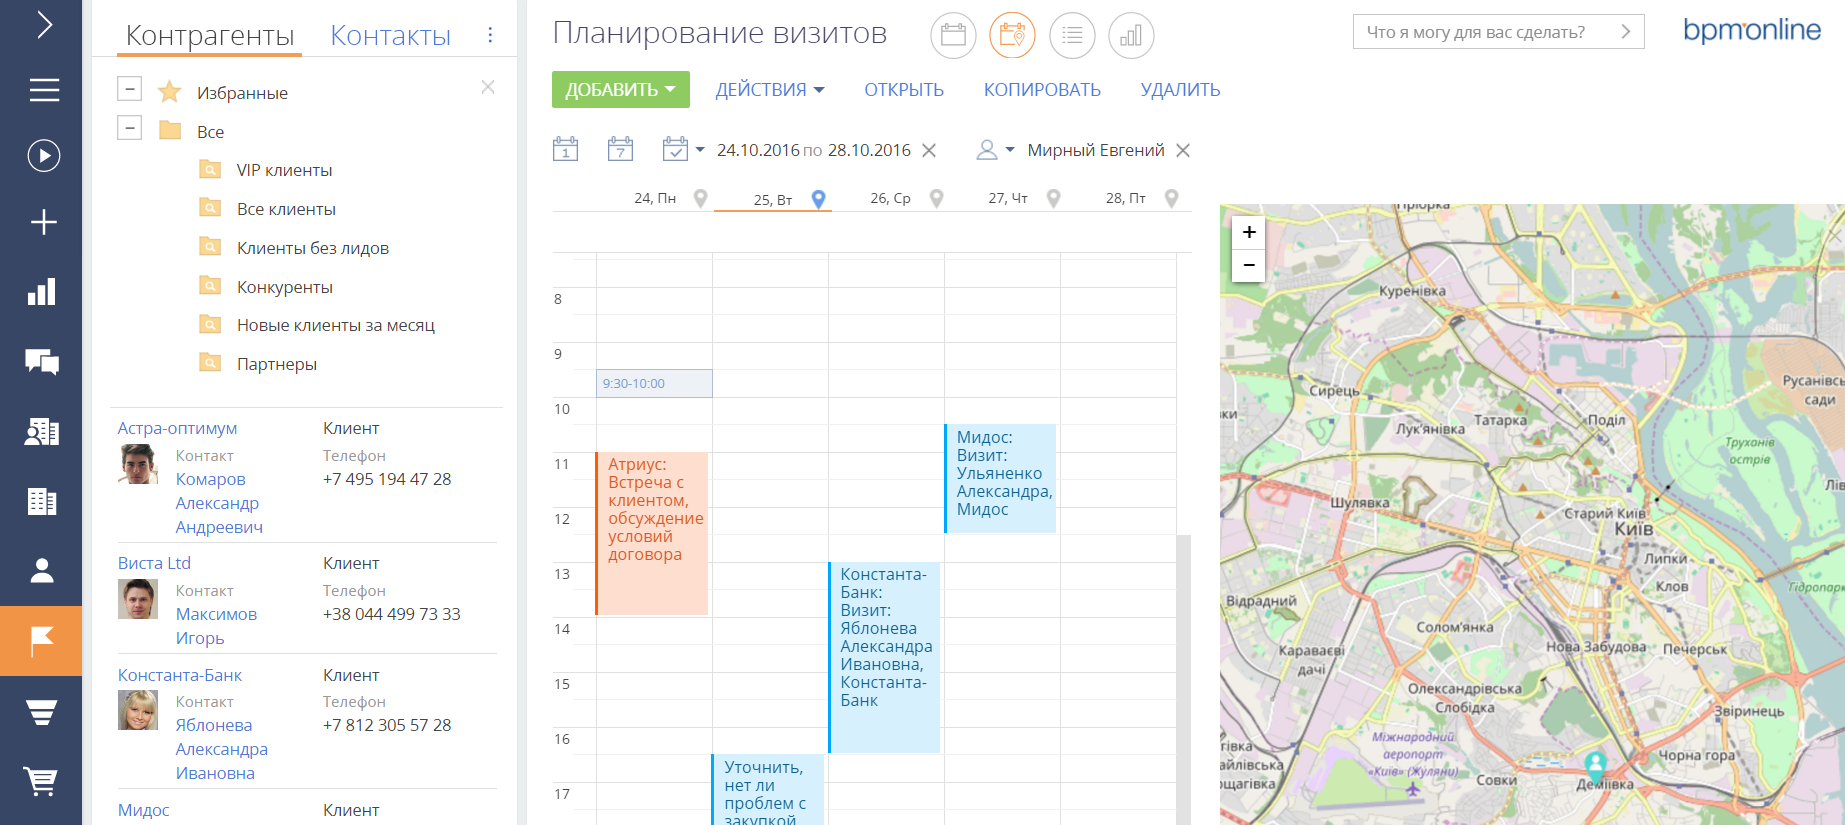 Контрагенты
Контакты
Избранные
Все
VIP клиенты
Все клиенты
Клиенты без лидов
Конкуренты
Новые клиенты за месяц
Партнеры
Астра-оптимум
Клиент
Контакт
Телефон
Комаров
Александр
Андреевич
+7 495 194 47 28
Виста Ltd
Клиент
Контакт
Телефон
Максимов
Игорь
+38 044 499 73 33
Константа-Банк
Клиент
Контакт
Телефон
Яблонева
Александра
Ивановна
+7 812 305 57 28
Мидос
Клиент
Планирование визитов
Что я могу для вас сделать?
bpmonline
ДОБАВИТЬ
ДЕЙСТВИЯ
ОТКРЫТЬ
КОПИРОВАТЬ
УДАЛИТЬ
1
7
24.10.2016 по 28.10.2016
Мирный Евгений
24, Пн
25, Вт
26, Ср
27, Чт
28, Пт
8
9
9:30-10:00
10
11
12
13
14
15
16
17
Атриус:
Встреча с
клиентом,
обсуждение
условий
договора
Уточнить,
нет ли
проблем с
закупкой
Константа-
Банк:
Визит:
Яблонева
Александра
Ивановна,
Константа-
Банк
Мидос:
Визит:
Ульяненко
Александра,
Мидос
+
−
Пріорка
Куренівка
Сирець
Русанівсь
сади
Татарка
Поділ
Лук'янівка
Труханів
острів
Шулявка
Старий Київ
Київ
Липки
Клов
Гідропарк
Відрадний
Солом'янка
Нова Забудова
Печерськ
Караваєві
дачі
Олександрівська
Слобідка
Звіринець
Міжнародний
аеропорт
«Київ» (Жуляни)
Чорна гора
Совки
Деміївка